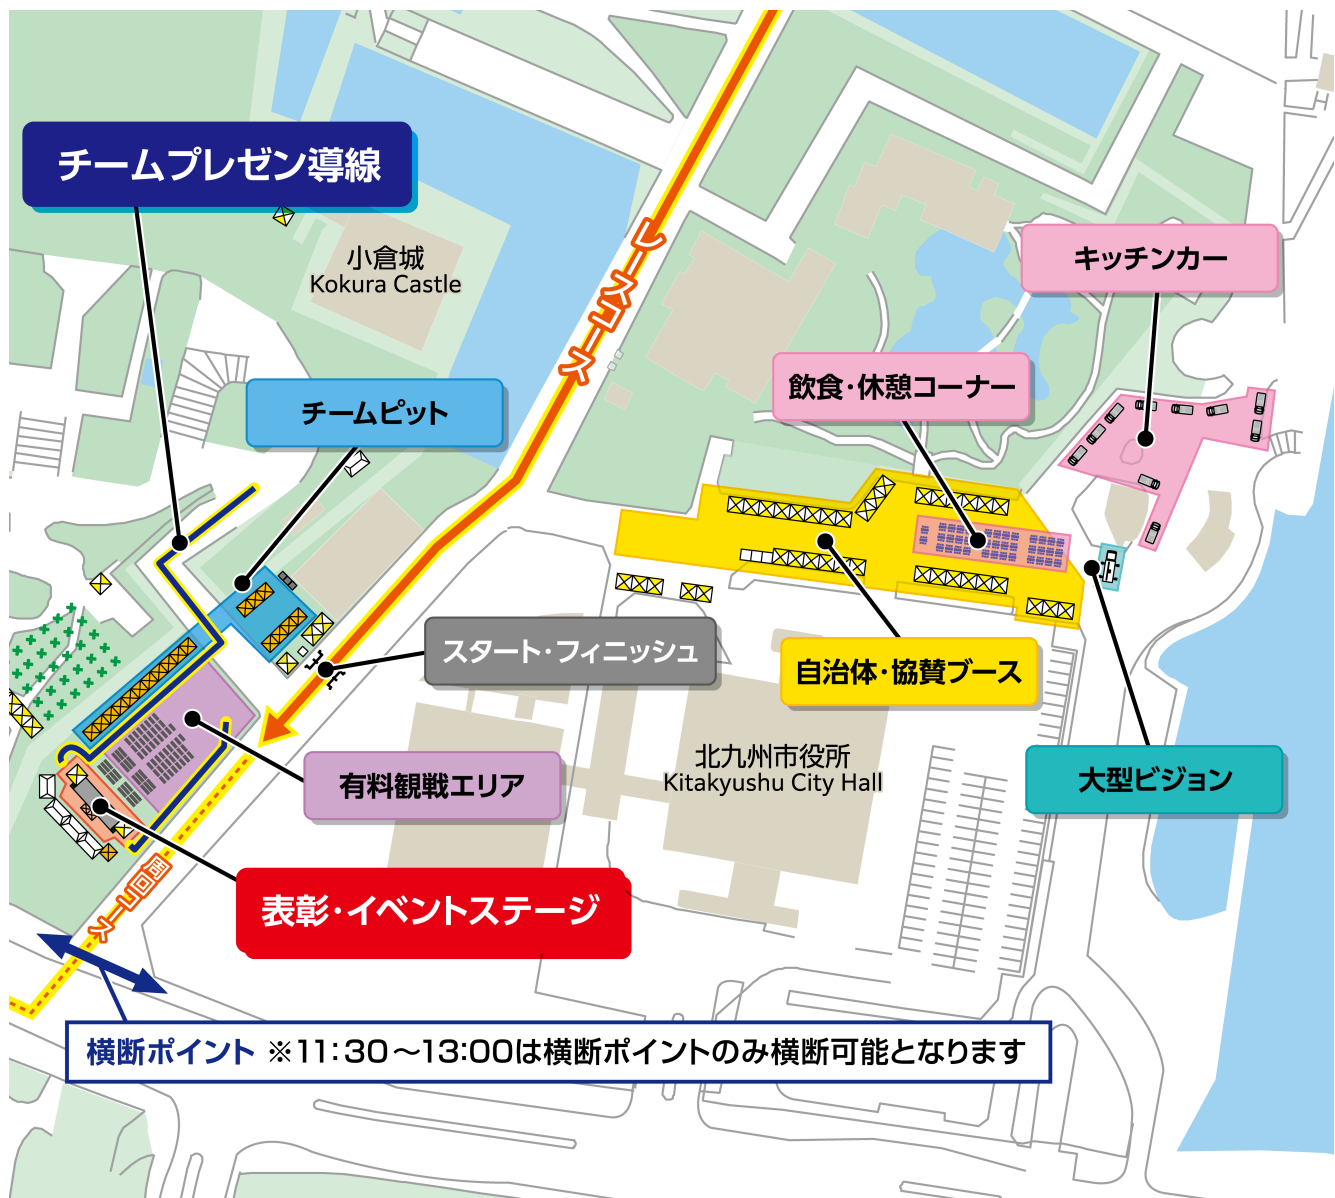 チームプレゼン導線
小倉城
Kokura Castle
レースコース
キッチンカー
飲食・休憩コーナー
チームピット
スタート・フィニッシュ
自治体・協賛ブース
北九州市役所
Kitakyushu City Hall
大型ビジョン
有料観戦エリア
表彰・イベントステージ
周回コース
横断ポイント ※11:30~13:00は横断ポイントのみ横断可能となります